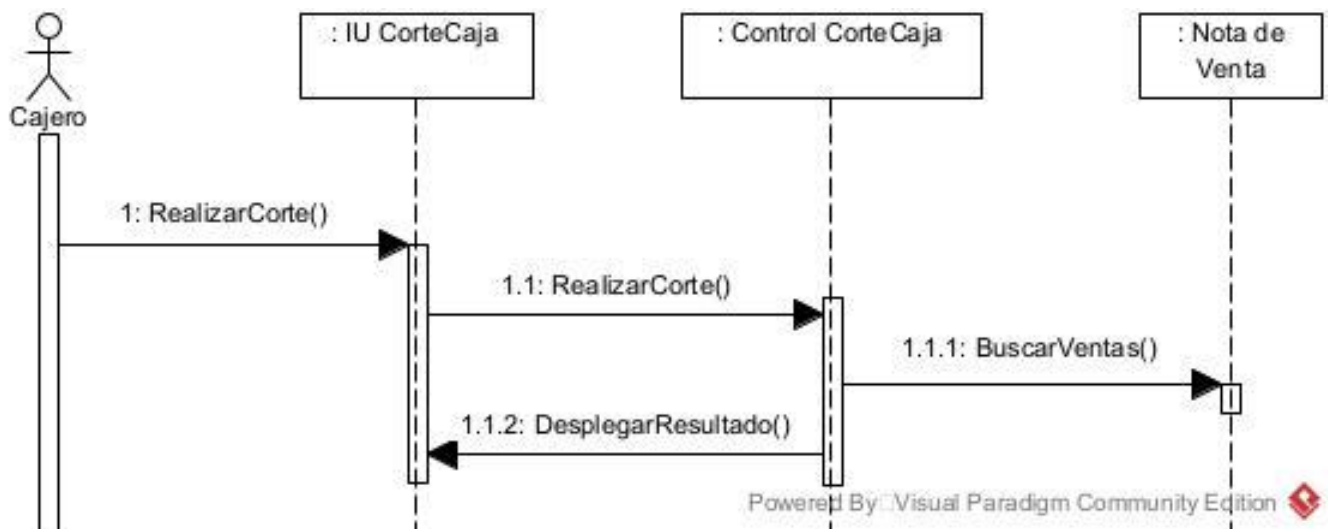 : IU CorteCaja
: Control CorteCaja
: Nota de
Venta
Cajero
1: RealizarCorte()
1.1: RealizarCorte()
1.1.1: BuscarVentas()
1.1.2: DesplegarResultado()
Powered By Visual Paradigm Community Edition